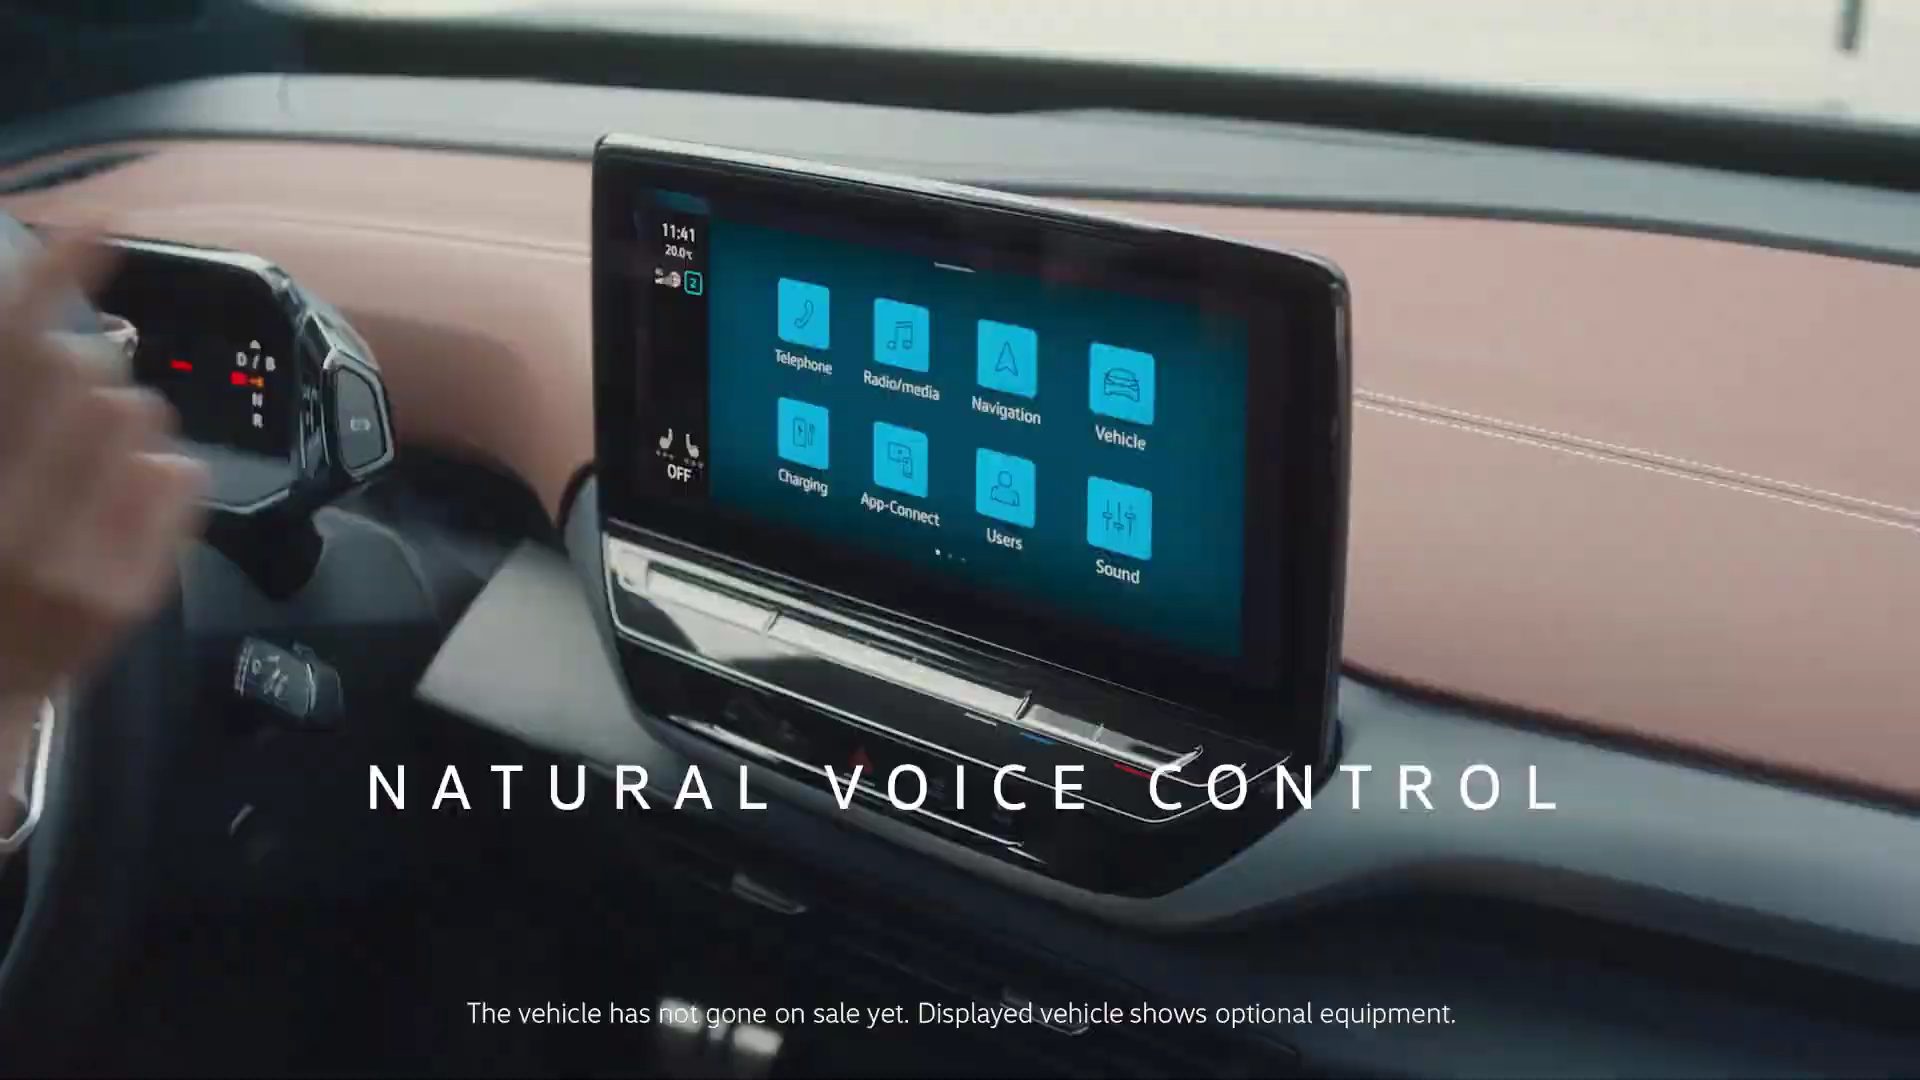 11:41
20.0°C
2
D / B
N
R
Telephone
Radio/media
Navigation
Vehicle
Charging
App-Connect
Users
Sound
OFF
NATURAL VOICE CONTROL
The vehicle has not gone on sale yet. Displayed vehicle shows optional equipment.